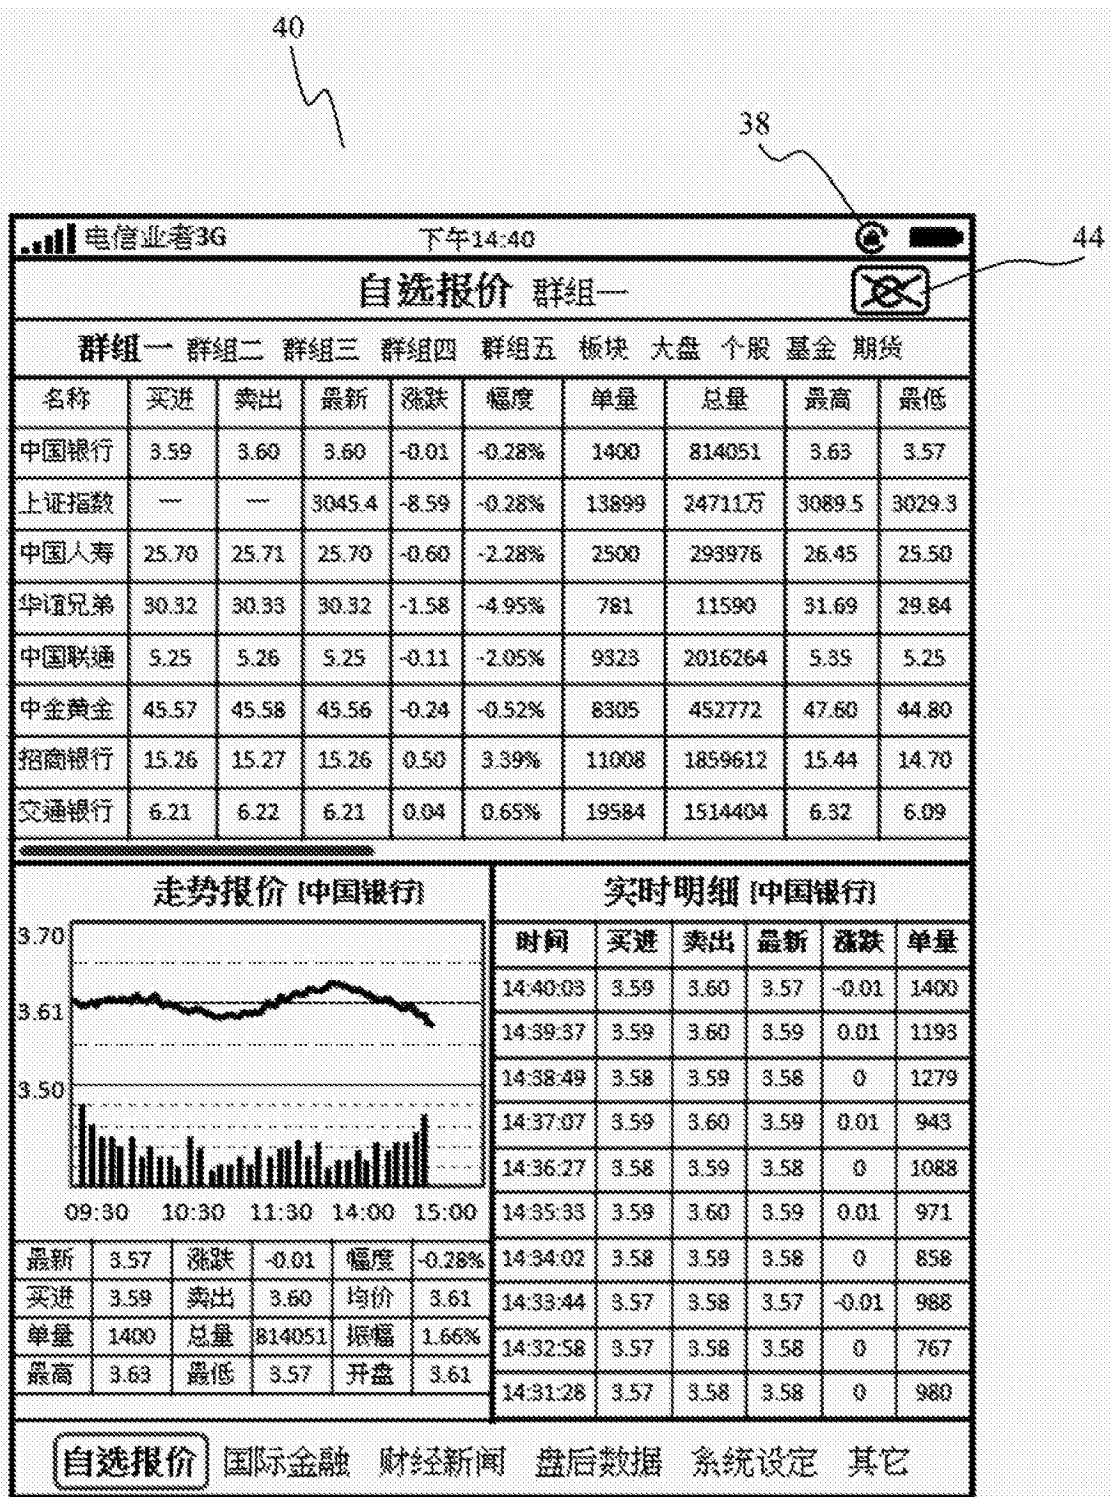 40
38
电信业者3G 下午14:40
44
自选报价 群组一
群组一 群组二 群组三 群组四 群组五 板块 大盘 个股 基金 期货
名称 买进 卖出 最新 涨跌 幅度 单量 总量 最高 最低
中国银行 3.59 3.60 3.60 -0.01 -0.28% 1400 814051 3.63 3.57
上证指数 — — 3045.4 -8.59 -0.28% 13899 24711万 3089.5 3029.3
中国人寿 25.70 25.71 25.70 -0.60 -2.28% 2500 293976 26.45 25.50
华谊兄弟 30.32 30.33 30.32 -1.58 -4.95% 781 11590 31.69 29.84
中国联通 5.25 5.26 5.25 -0.11 -2.05% 9323 2016264 5.35 5.25
中金黄金 45.57 45.58 45.56 -0.24 -0.52% 8305 452772 47.60 44.80
招商银行 15.26 15.27 15.26 0.50 3.39% 11008 1859612 15.44 14.70
交通银行 6.21 6.22 6.21 0.04 0.65% 19584 1514404 6.32 6.09
走势报价 [中国银行]
3.70
3.61
3.50
09:30 10:30 11:30 14:00 15:00
最新 3.57 涨跌 -0.01 幅度 -0.28%
买进 3.59 卖出 3.60 均价 3.61
单量 1400 总量 814051 振幅 1.66%
最高 3.63 最低 3.57 开盘 3.61
实时明细 [中国银行]
时间 买进 卖出 最新 涨跌 单量
14:40:03 3.59 3.60 3.57 -0.01 1400
14:39:37 3.59 3.60 3.59 0.01 1193
14:38:49 3.58 3.59 3.58 0 1279
14:37:07 3.59 3.60 3.59 0.01 943
14:36:27 3.58 3.59 3.58 0 1088
14:35:33 3.59 3.60 3.59 0.01 971
14:34:02 3.58 3.59 3.58 0 858
14:33:44 3.57 3.58 3.57 -0.01 988
14:32:58 3.57 3.58 3.58 0 767
14:31:28 3.57 3.58 3.58 0 980
自选报价 国际金融 财经新闻 盘后数据 系统设定 其它